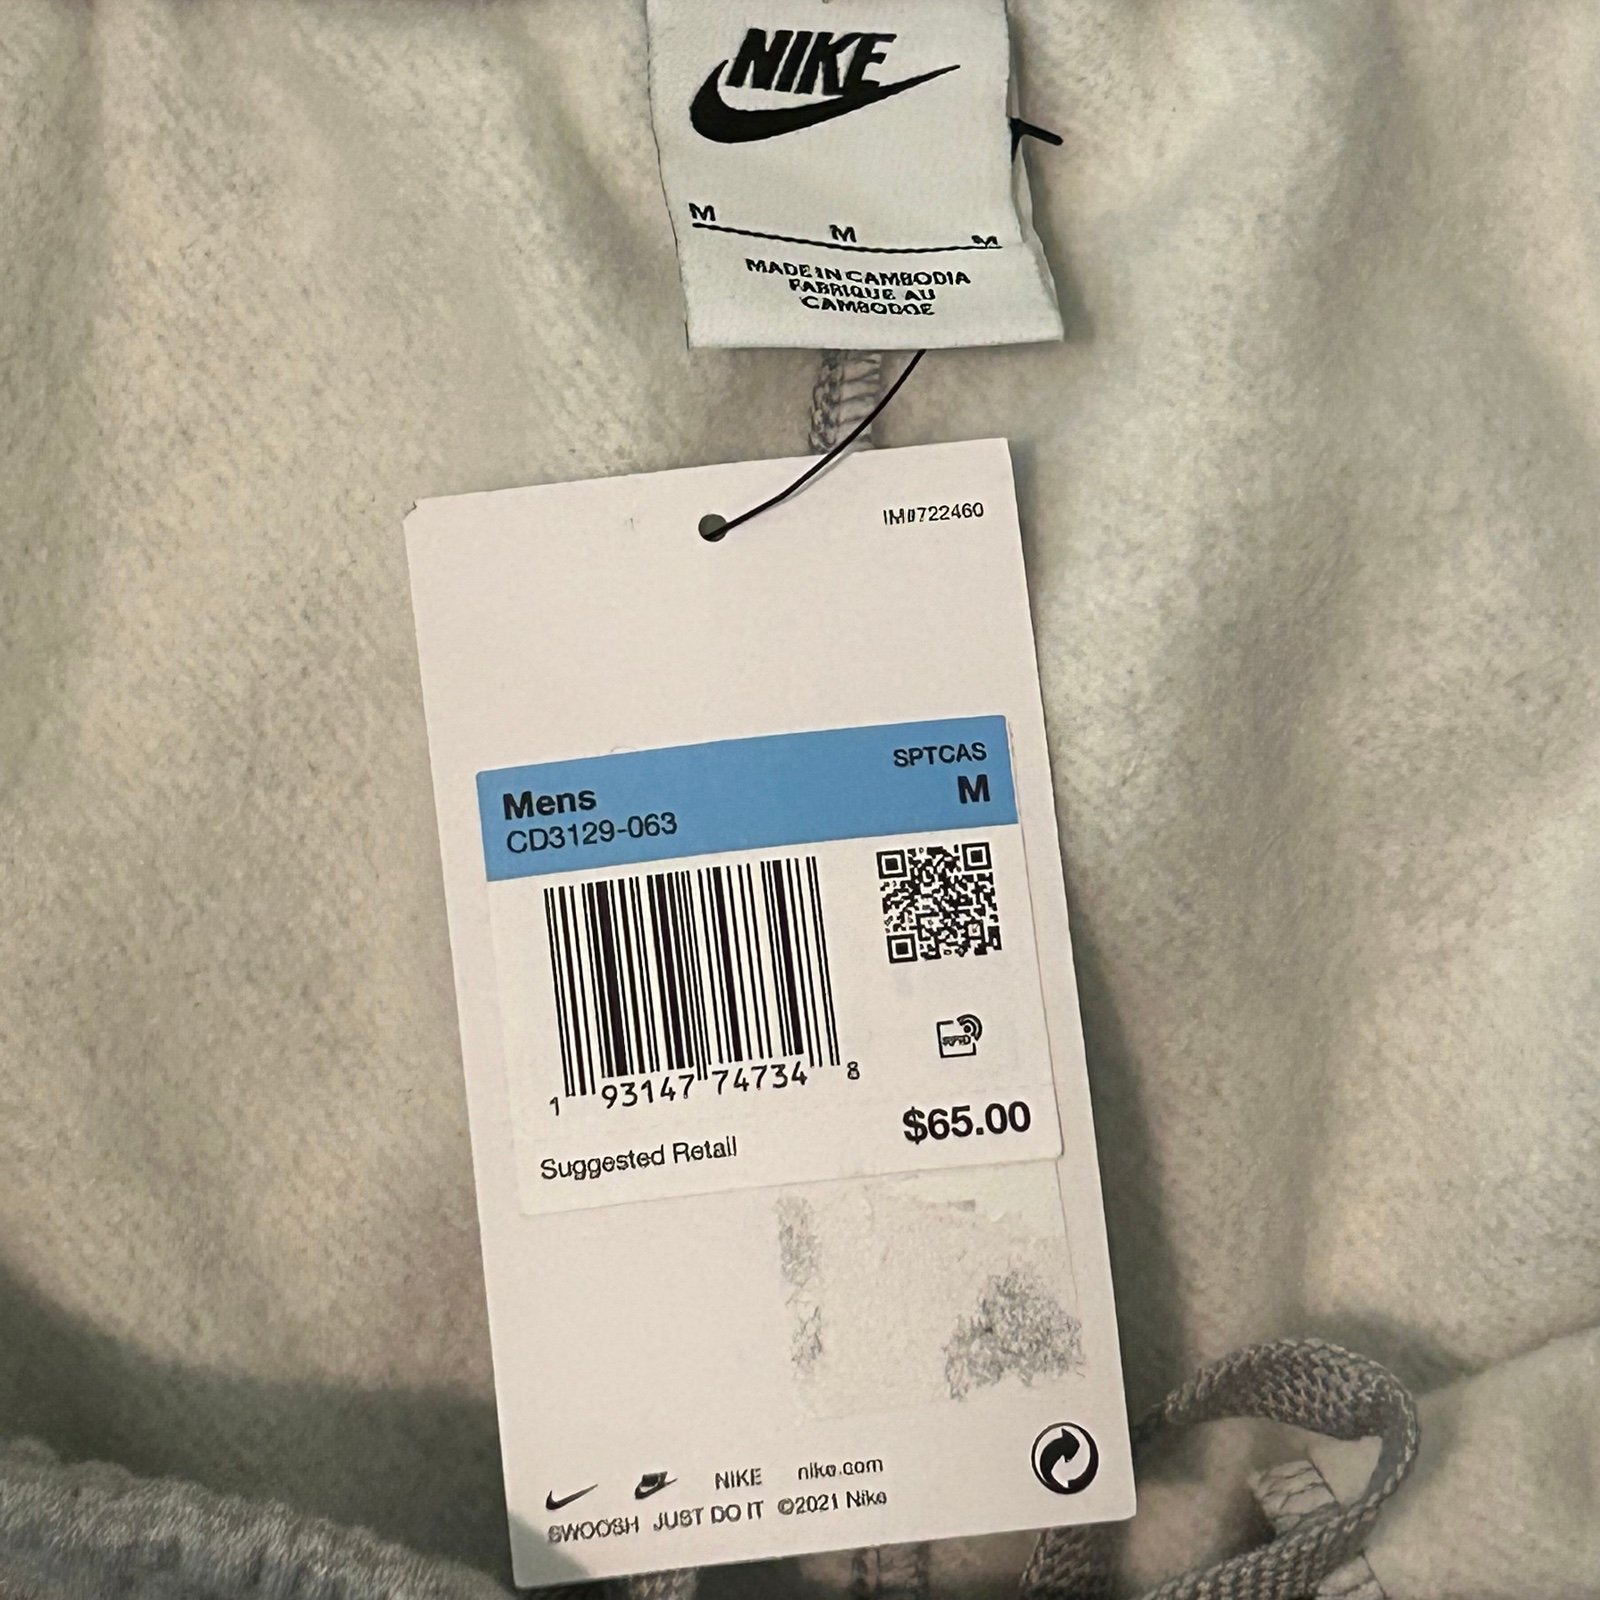 NIKE
M
M
M
MADE IN CAMBODIA
FABRIQUE AU
CAMBODGE
IM#722460
SPTCAS
Mens
M
CD3129-063
1 93147 74734 8
Suggested Retail
$65.00
NIKE nike.com
SWOOSH JUST DO IT ©2021 Nike